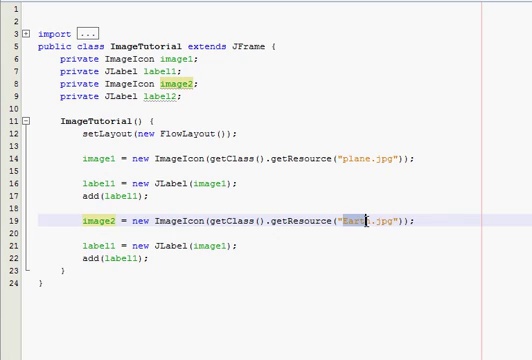 1
2
3 import ...
5 public class ImageTutorial extends JFrame {
6 private ImageIcon image1;
7 private JLabel label1;
8 private ImageIcon image2;
9 private JLabel label2;
10
11 ImageTutorial() {
12 setLayout(new FlowLayout());
13
14 image1 = new ImageIcon(getClass().getResource("plane.jpg"));
15
16 label1 = new JLabel(image1);
17 add(label1);
18
19 image2 = new ImageIcon(getClass().getResource("Earth.jpg"));
20
21 label1 = new JLabel(image1);
22 add(label1);
23 }
24 }